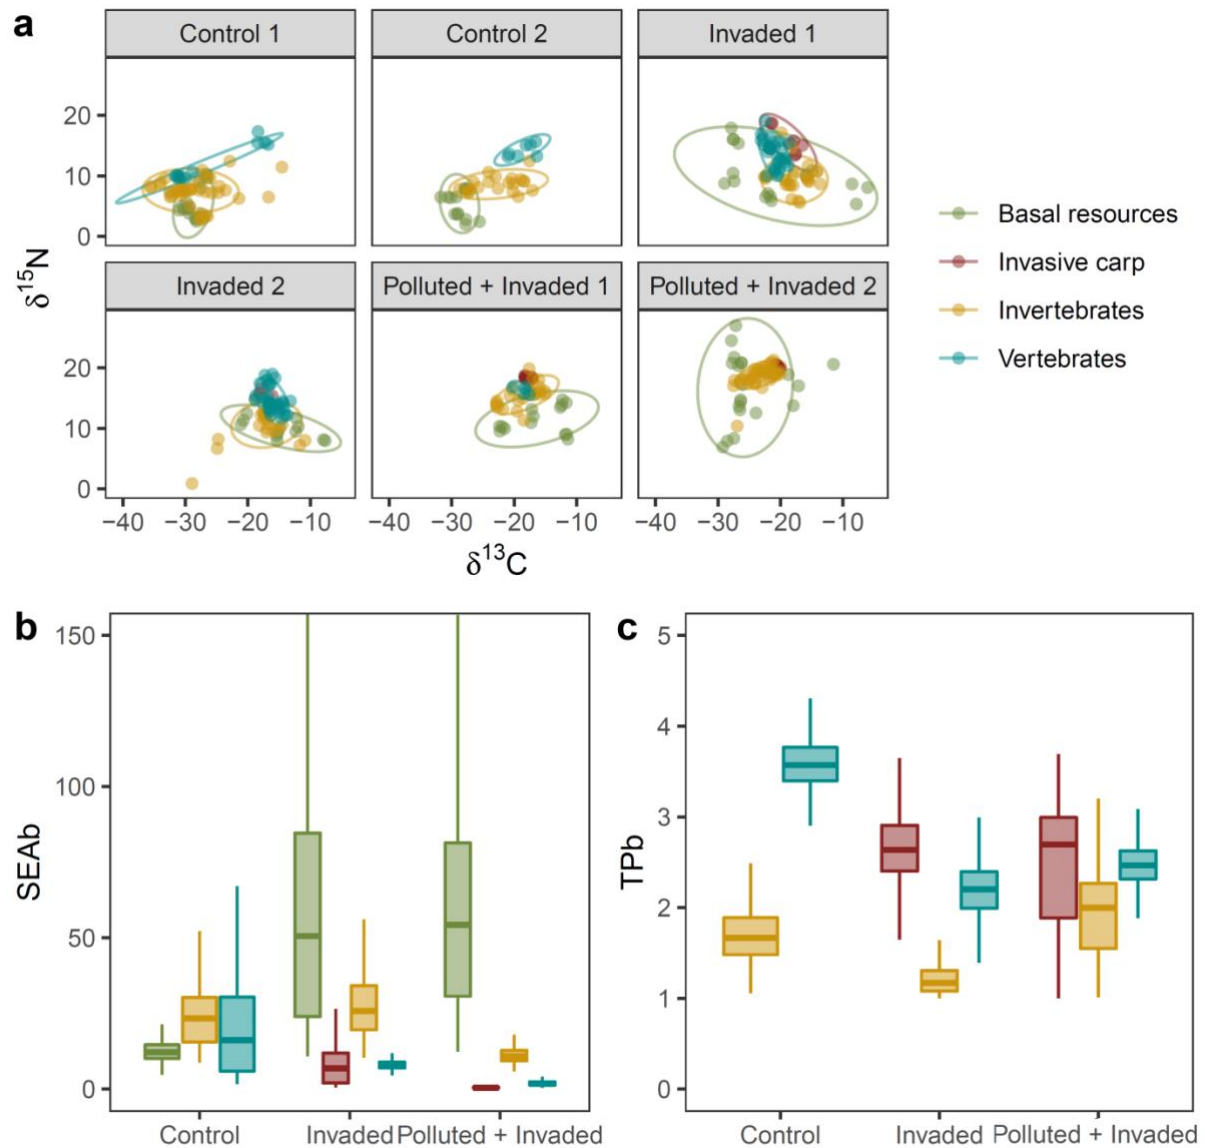 a
Control 1
Control 2
Invaded 1
20
10
0
Invaded 2
Polluted + Invaded 1
Polluted + Invaded 2
20
10
0
δ15N
−40 −30 −20 −10
−40 −30 −20 −10
−40 −30 −20 −10
δ13C
Basal resources
Invasive carp
Invertebrates
Vertebrates
b
150
100
50
0
SEAb
Control
Invaded
Polluted + Invaded
c
5
4
3
2
1
0
TPb
Control
Invaded
Polluted + Invaded